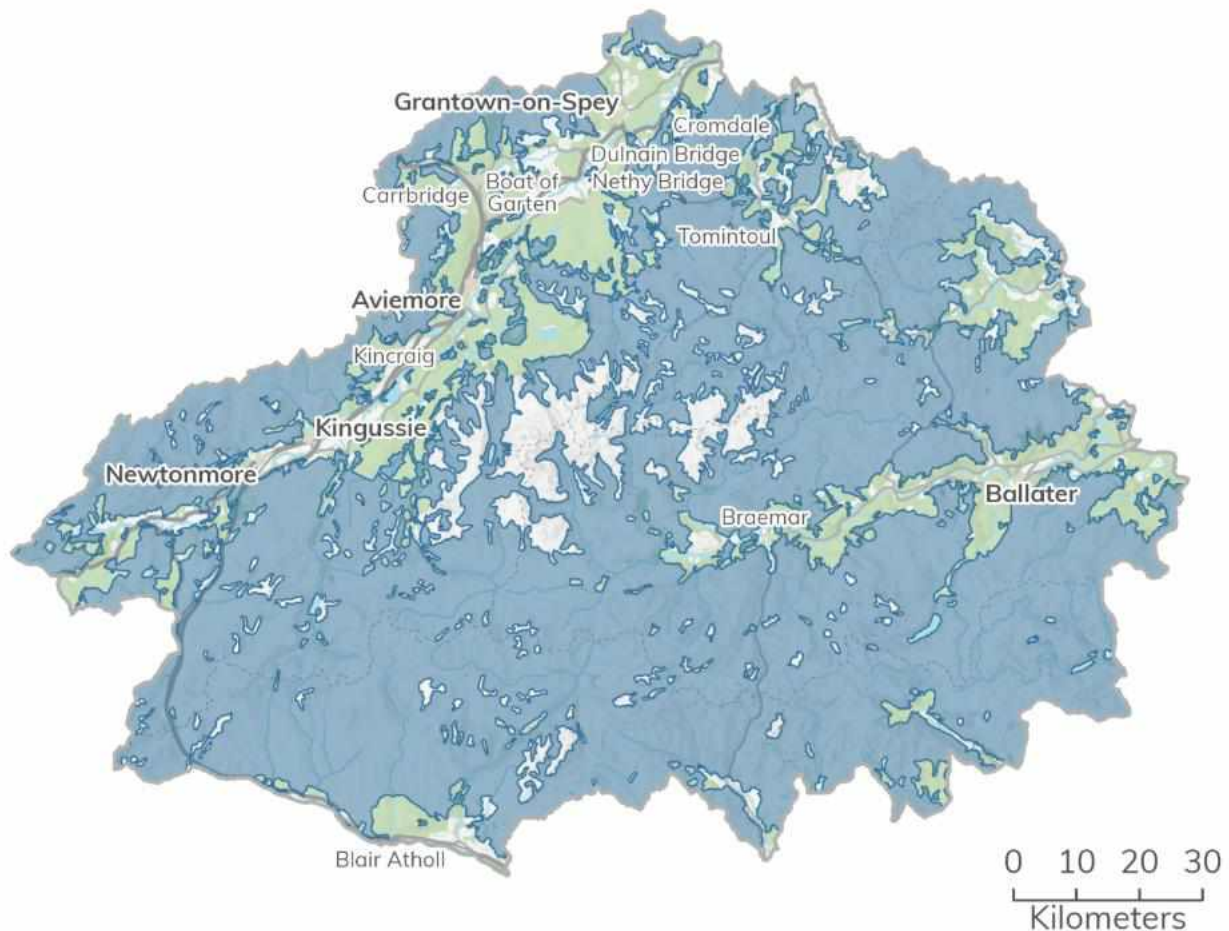 Grantown-on-Spey
Cromdale
Dulnain Bridge
Boat of
Garten
Nethy Bridge
Carrbridge
Tomintoul
Aviemore
Kincraig
Kingussie
Newtonmore
Ballater
Braemar
Blair Atholl
0 10 20 30
Kilometers